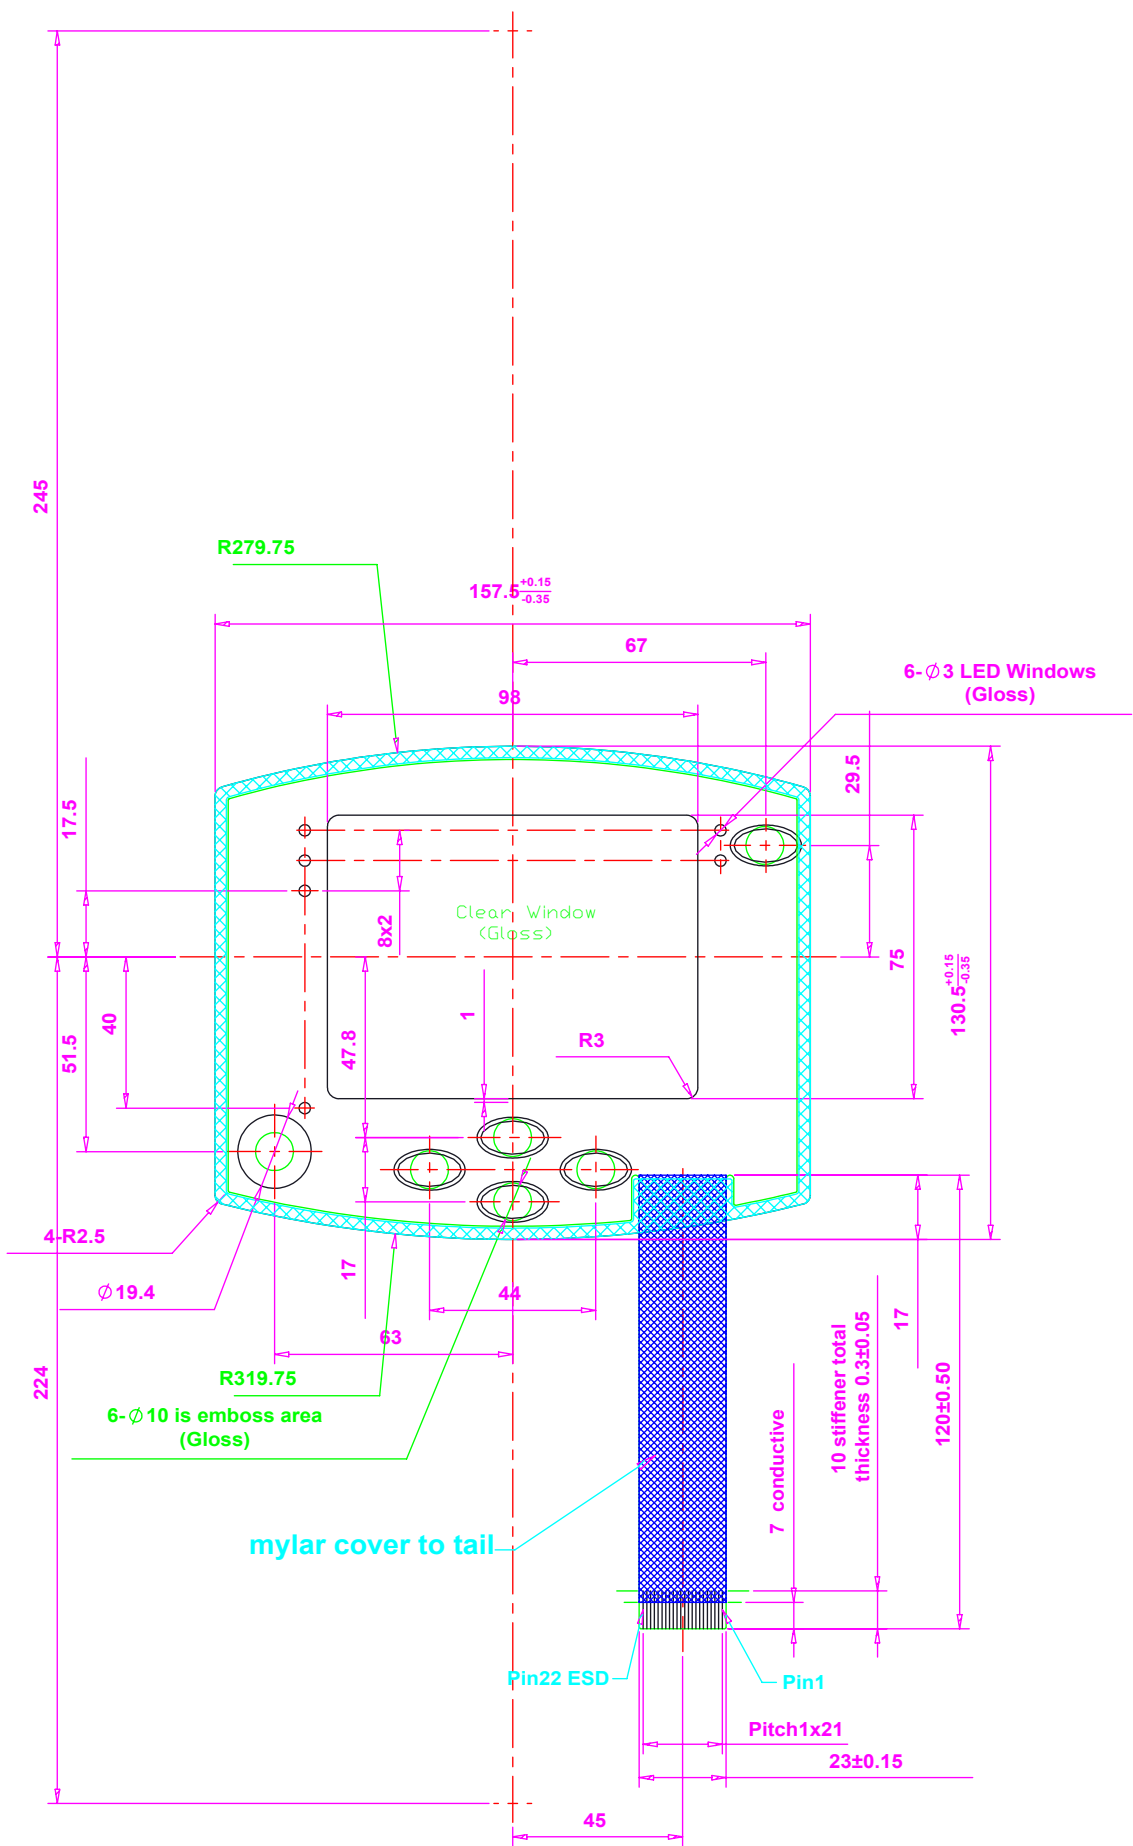 245
R279.75
157.5 +0.15 -0.35
67
6-Ø3 LED Windows
(Gloss)
98
29.5
17.5
8x2
Clear Window
(Gloss)
75
130.5 +0.15 -0.35
1
40
51.5
47.8
R3
4-R2.5
Ø19.4
17
44
63
17
R319.75
224
6-Ø10 is emboss area
(Gloss)
10 stiffener total
thickness 0.3±0.05
120±0.50
7 conductive
mylar cover to tail
Pin22 ESD
Pin1
Pitch1x21
23±0.15
45